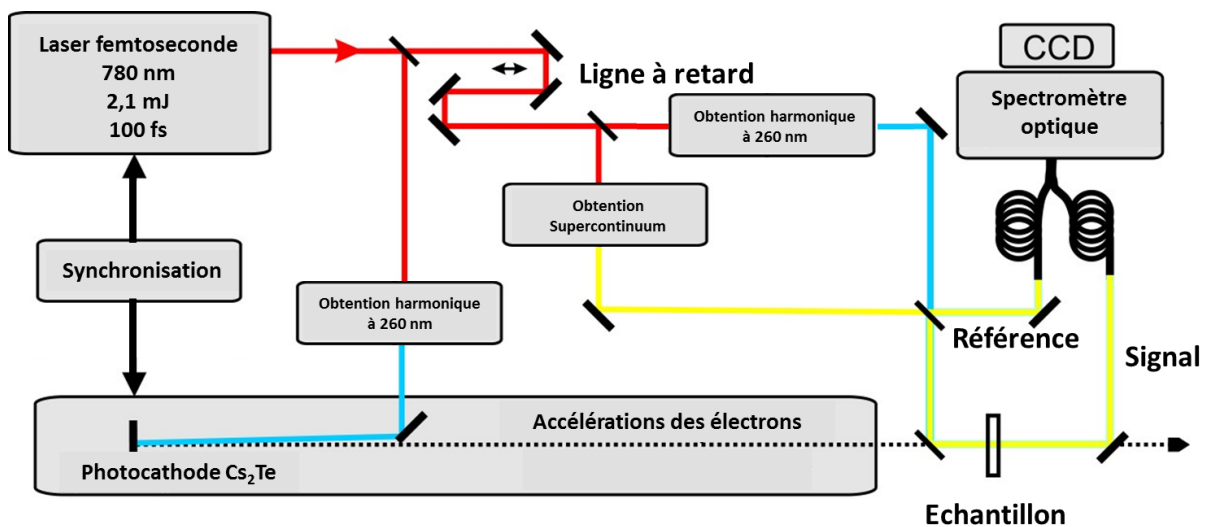 Laser femtoseconde
780 nm
2,1 mJ
100 fs
Ligne à retard
CCD
Spectromètre
optique
Obtention harmonique
à 260 nm
Obtention
Supercontinuum
Synchronisation
Obtention harmonique
à 260 nm
Référence
Signal
Accélérations des électrons
Photocathode Cs₂Te
Echantillon